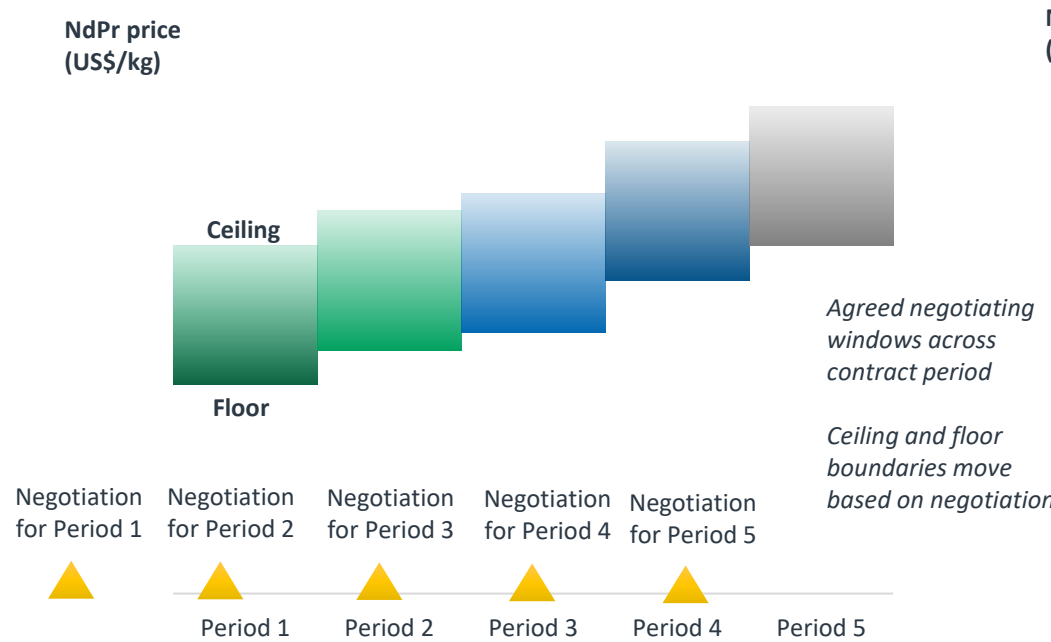 NdPr price
(US$/kg)
Ceiling
Floor
Agreed negotiating
windows across
contract period
Ceiling and floor
boundaries move
based on negotiation
Negotiation
for Period 1
Negotiation
for Period 2
Negotiation
for Period 3
Negotiation
for Period 4
Negotiation
for Period 5
Period 1
Period 2
Period 3
Period 4
Period 5